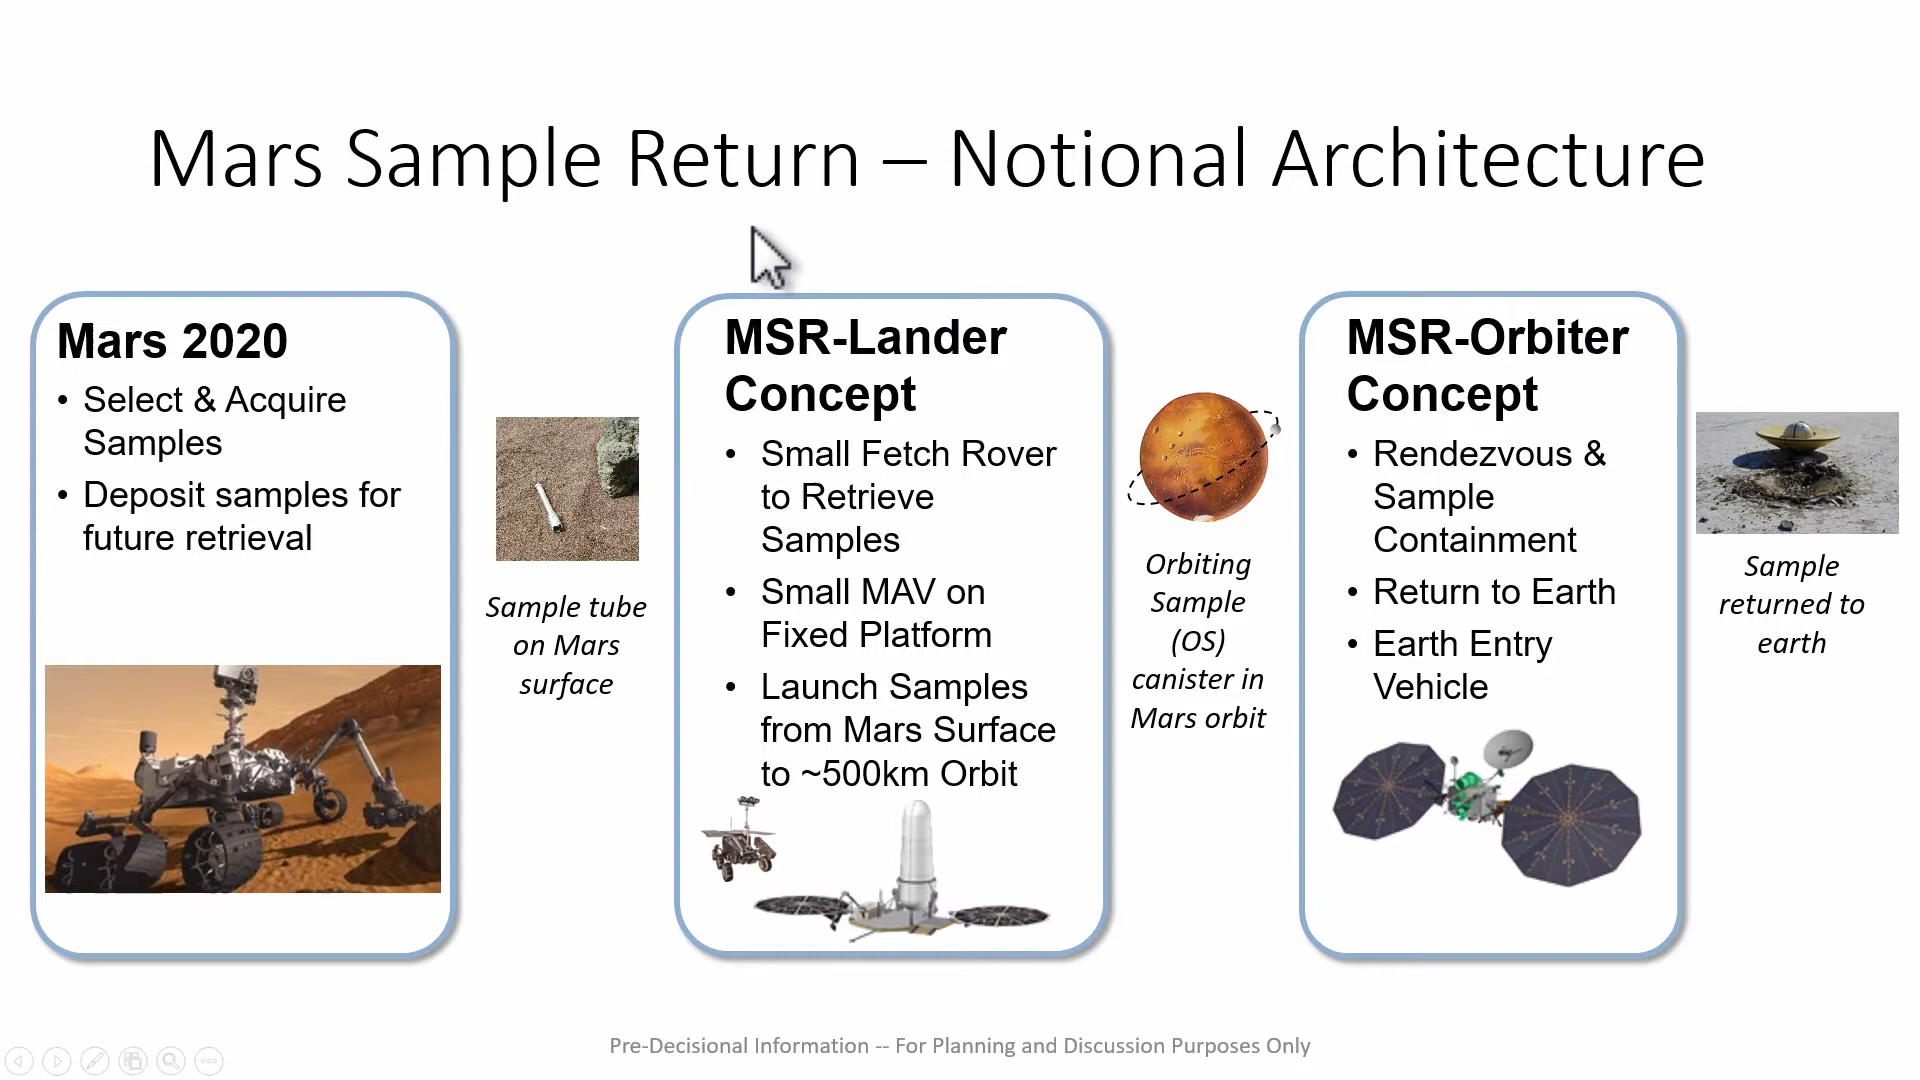 Mars Sample Return – Notional Architecture
Mars 2020
• Select & Acquire
Samples
• Deposit samples for
future retrieval
Sample tube
on Mars
surface
MSR-Lander
Concept
• Small Fetch Rover
to Retrieve
Samples
• Small MAV on
Fixed Platform
• Launch Samples
from Mars Surface
to ~500km Orbit
Orbiting
Sample
(OS)
canister in
Mars orbit
MSR-Orbiter
Concept
• Rendezvous &
Sample
Containment
• Return to Earth
• Earth Entry
Vehicle
Sample
returned to
earth
Pre-Decisional Information -- For Planning and Discussion Purposes Only